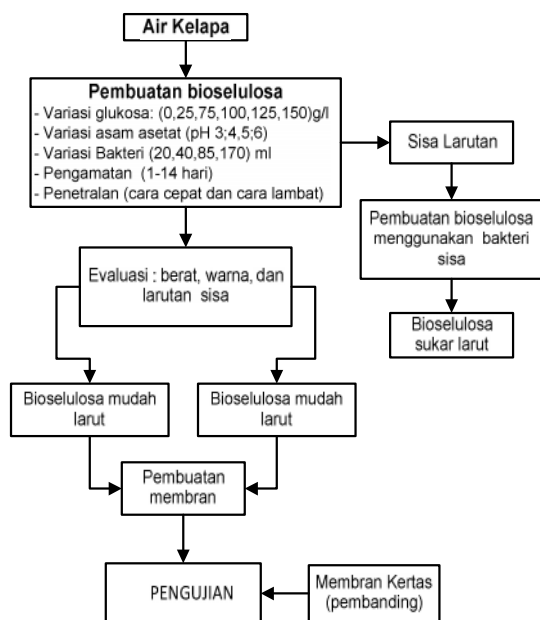 Air Kelapa
Pembuatan bioselulosa
- Variasi glukosa: (0,25,75,100,125,150)g/l
- Variasi asam asetat (pH 3;4,5;6)
- Variasi Bakteri (20,40,85,170) ml
- Pengamatan (1-14 hari)
- Penetralan (cara cepat dan cara lambat)
Sisa Larutan
Pembuatan bioselulosa
menggunakan bakteri
sisa
Bioselulosa
sukar larut
Evaluasi : berat, warna, dan
larutan sisa
Bioselulosa mudah
larut
Bioselulosa mudah
larut
Pembuatan
membran
PENGUJIAN
Membran Kertas
(pembanding)